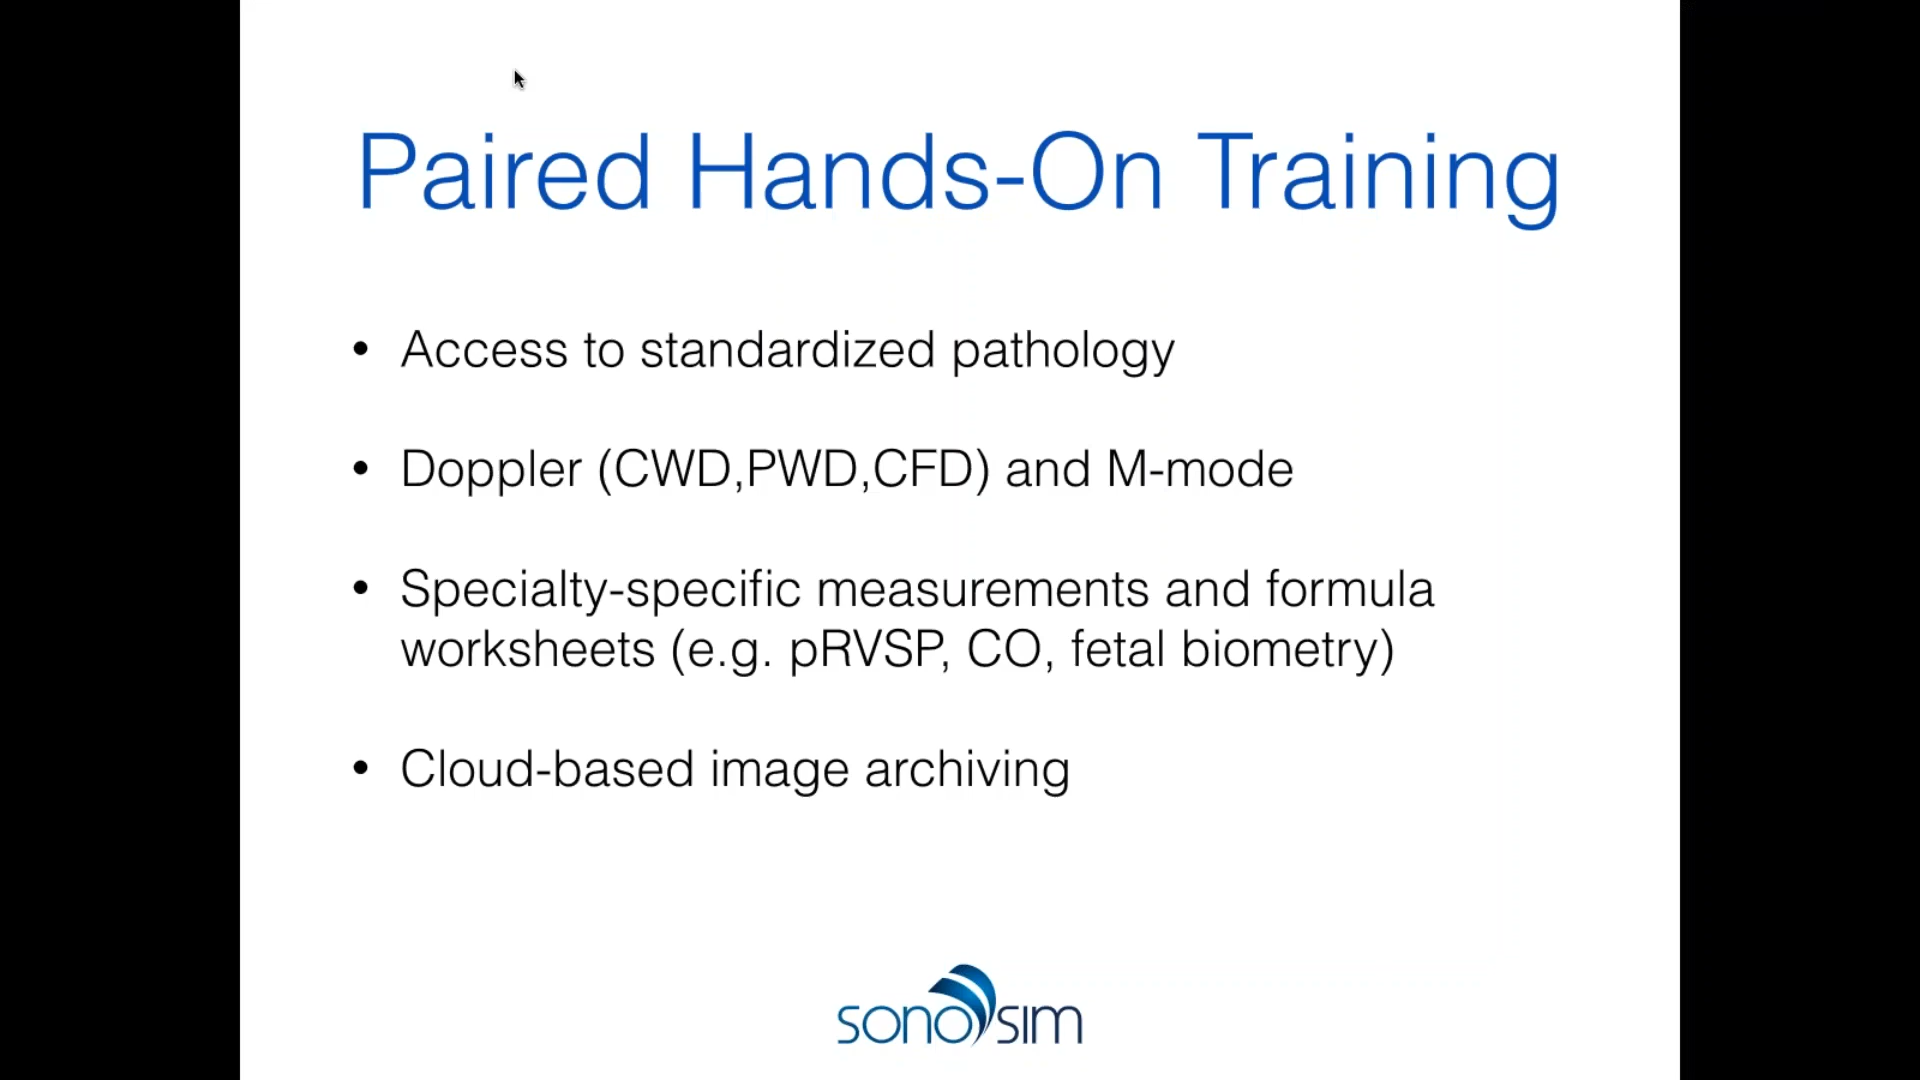 Paired Hands-On Training
• Access to standardized pathology
• Doppler (CWD,PWD,CFD) and M-mode
• Specialty-specific measurements and formula
worksheets (e.g. pRVSP, CO, fetal biometry)
• Cloud-based image archiving
sonosim